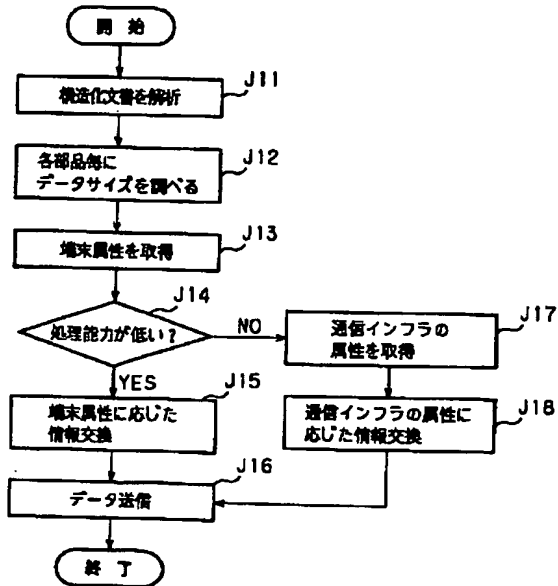 開始
構造化文書を解析
J11
各部品毎に
データサイズを調べる
J12
端末属性を取得
J13
処理能力が低い?
J14
NO
YES
通信インフラの
属性を取得
J17
端末属性に応じた
情報交換
J15
通信インフラの属性に
応じた情報交換
J18
データ送信
J16
終了